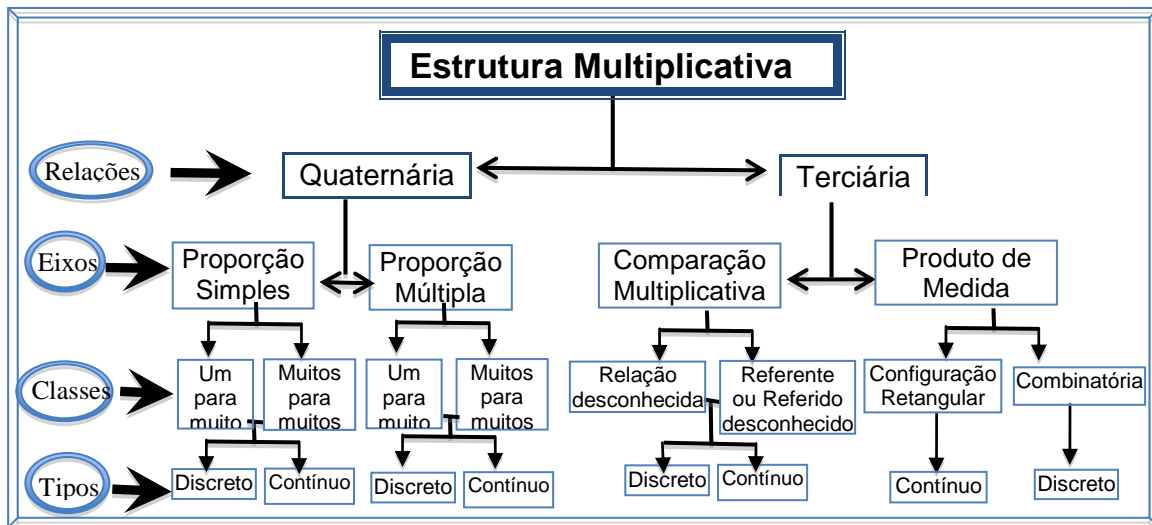 Estrutura Multiplicativa
Relações
Quaternária
Terciária
Eixos
Proporção
Simples
Proporção
Múltipla
Comparação
Multiplicativa
Produto de
Medida
Classes
Um
para
muito
Muitos
para
muitos
Um
para
muito
Muitos
para
muitos
Relação
desconhecida
Referente
ou Referido
desconhecido
Configuração
Retangular
Combinatória
Tipos
Discreto
Contínuo
Discreto
Contínuo
Discreto
Contínuo
Contínuo
Discreto